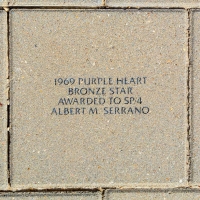 1969 PURPLE HEART
BRONZE STAR
AWARDED TO SP/4
ALBERT M. SERRANO